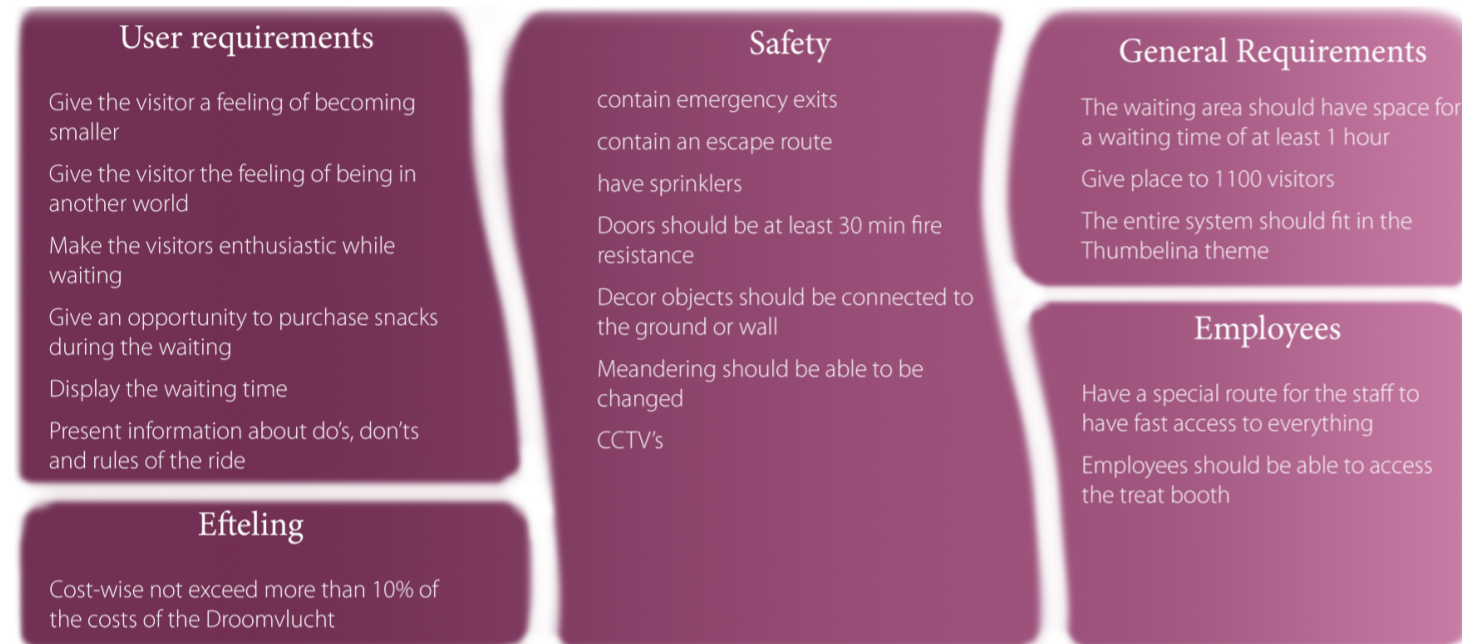 User requirements
Give the visitor a feeling of becoming
smaller
Give the visitor the feeling of being in
another world
Make the visitors enthusiastic while
waiting
Give an opportunity to purchase snacks
during the waiting
Display the waiting time
Present information about do's, don'ts
and rules of the ride
Efteling
Cost-wise not exceed more than 10% of
the costs of the Droomvlucht
Safety
contain emergency exits
contain an escape route
have sprinklers
Doors should be at least 30 min fire
resistance
Decor objects should be connected to
the ground or wall
Meandering should be able to be
changed
CCTV's
General Requirements
The waiting area should have space for
a waiting time of at least 1 hour
Give place to 1100 visitors
The entire system should fit in the
Thumbelina theme
Employees
Have a special route for the staff to
have fast access to everything
Employees should be able to access
the treat booth